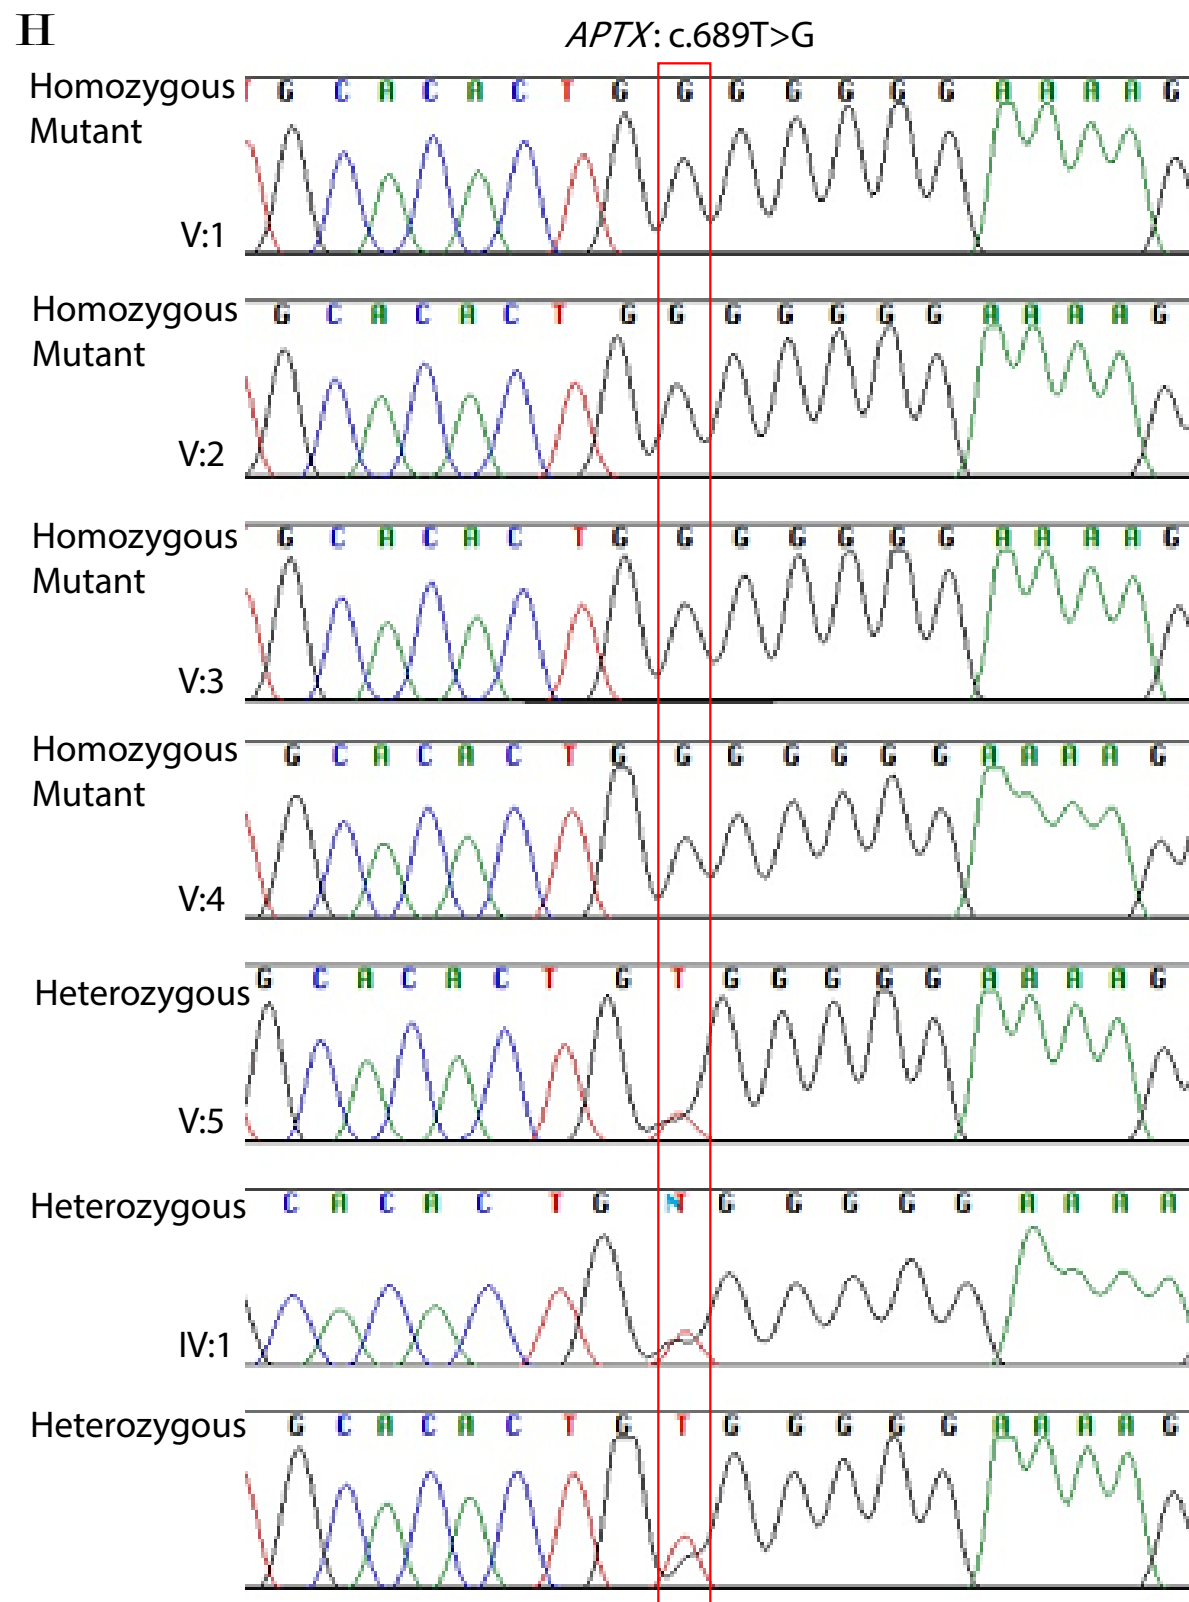 H
APTX: c.689T>G
Homozygous
Mutant
V:1
T G C A C A C T G G G G G G G A A A A G
Homozygous
Mutant
V:2
G C A C A C T G G G G G G G A A A A G
Homozygous
Mutant
V:3
G C A C A C T G G G G G G G A A A A G
Homozygous
Mutant
V:4
G C A C A C T G G G G G G G A A A A G
Heterozygous
V:5
G C A C A C T G T G G G G G A A A A G
Heterozygous
IV:1
C A C A C T G N T G G G G G A A A A
Heterozygous
G C A C A C T G T G G G G G A A A A G